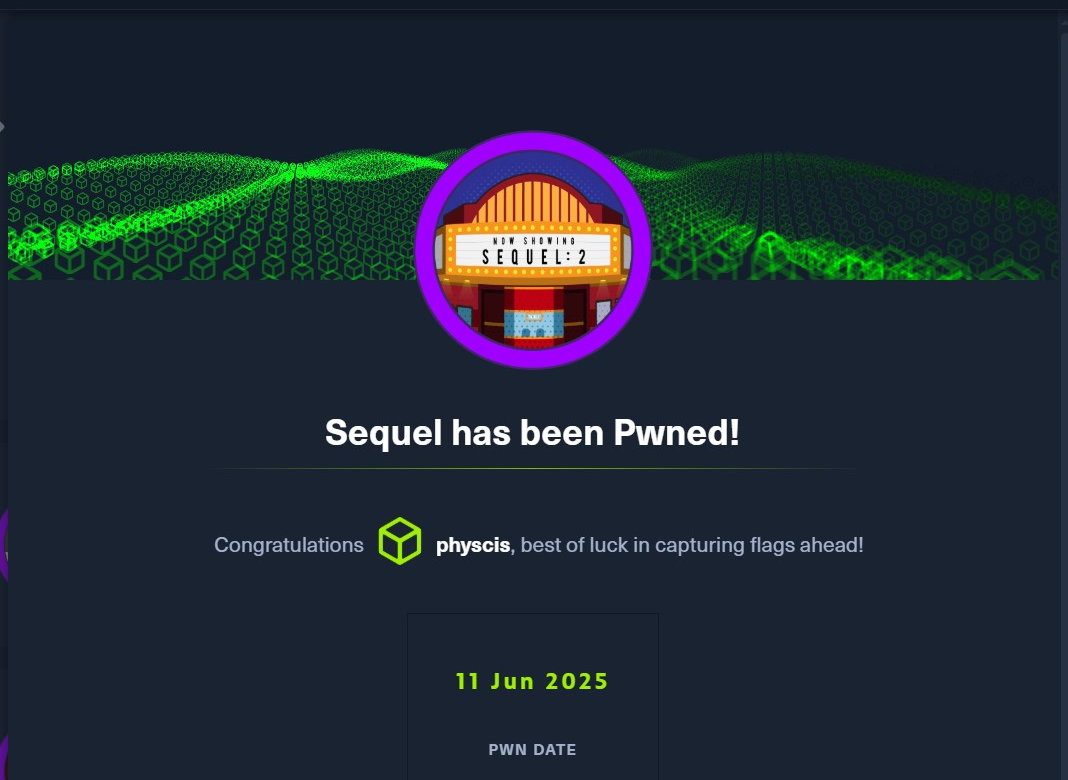 NOW SHOWING
SEQUEL:2
Sequel has been Pwned!
Congratulations physcis, best of luck in capturing flags ahead!
11 Jun 2025
PWN DATE